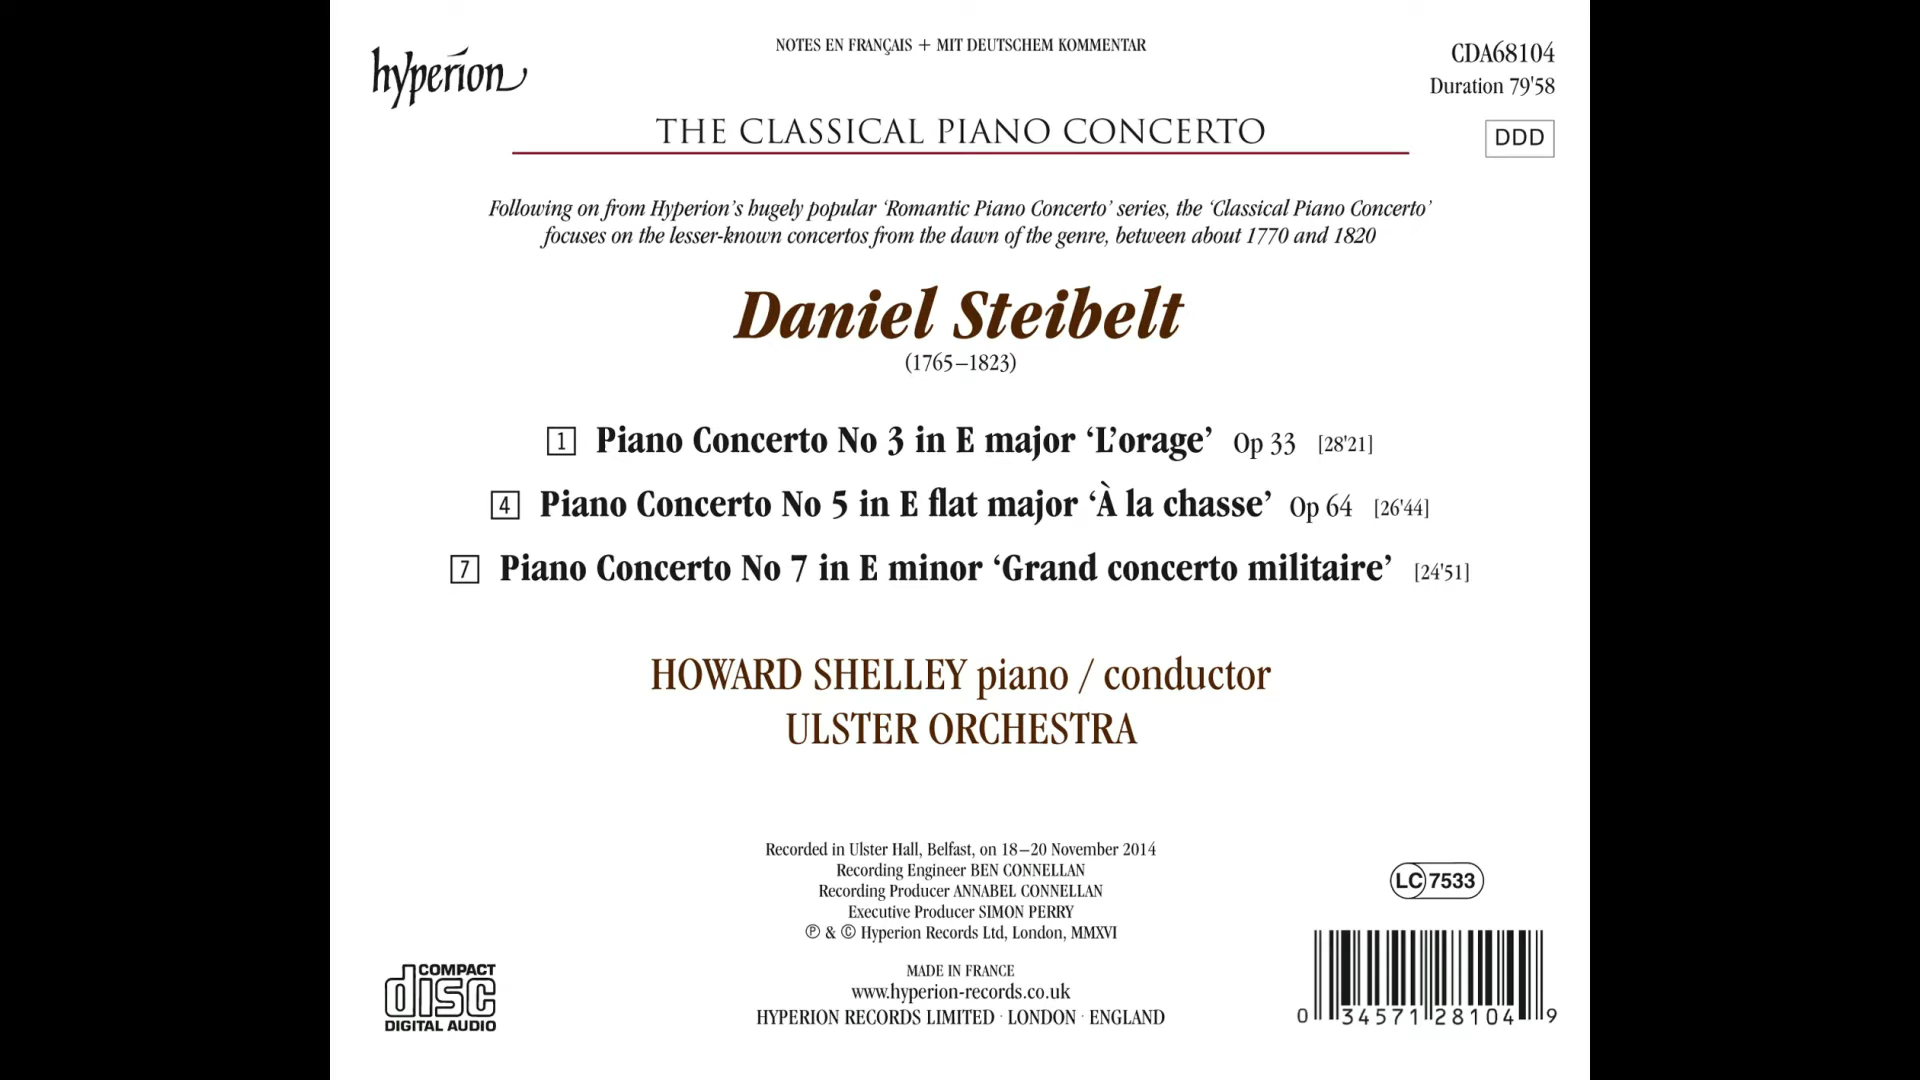 NOTES EN FRANÇAIS + MIT DEUTSCHEM KOMMENTAR
hyperion
CDA68104
Duration 79'58
THE CLASSICAL PIANO CONCERTO
DDD
Following on from Hyperion’s hugely popular ‘Romantic Piano Concerto’ series, the ‘Classical Piano Concerto’
focuses on the lesser-known concertos from the dawn of the genre, between about 1770 and 1820
Daniel Steibelt
(1765–1823)
1 Piano Concerto No 3 in E major ‘L’orage’ Op 33 [28'21]
4 Piano Concerto No 5 in E flat major ‘À la chasse’ Op 64 [26'44]
7 Piano Concerto No 7 in E minor ‘Grand concerto militaire’ [24'51]
HOWARD SHELLEY piano / conductor
ULSTER ORCHESTRA
Recorded in Ulster Hall, Belfast, on 18–20 November 2014
Recording Engineer BEN CONNELLAN
Recording Producer ANNABEL CONNELLAN
Executive Producer SIMON PERRY
℗ & © Hyperion Records Ltd, London, MMXVI
MADE IN FRANCE
www.hyperion-records.co.uk
HYPERION RECORDS LIMITED · LONDON · ENGLAND
COMPACT
disc
DIGITAL AUDIO
LC 7533
0 34571 28104 9